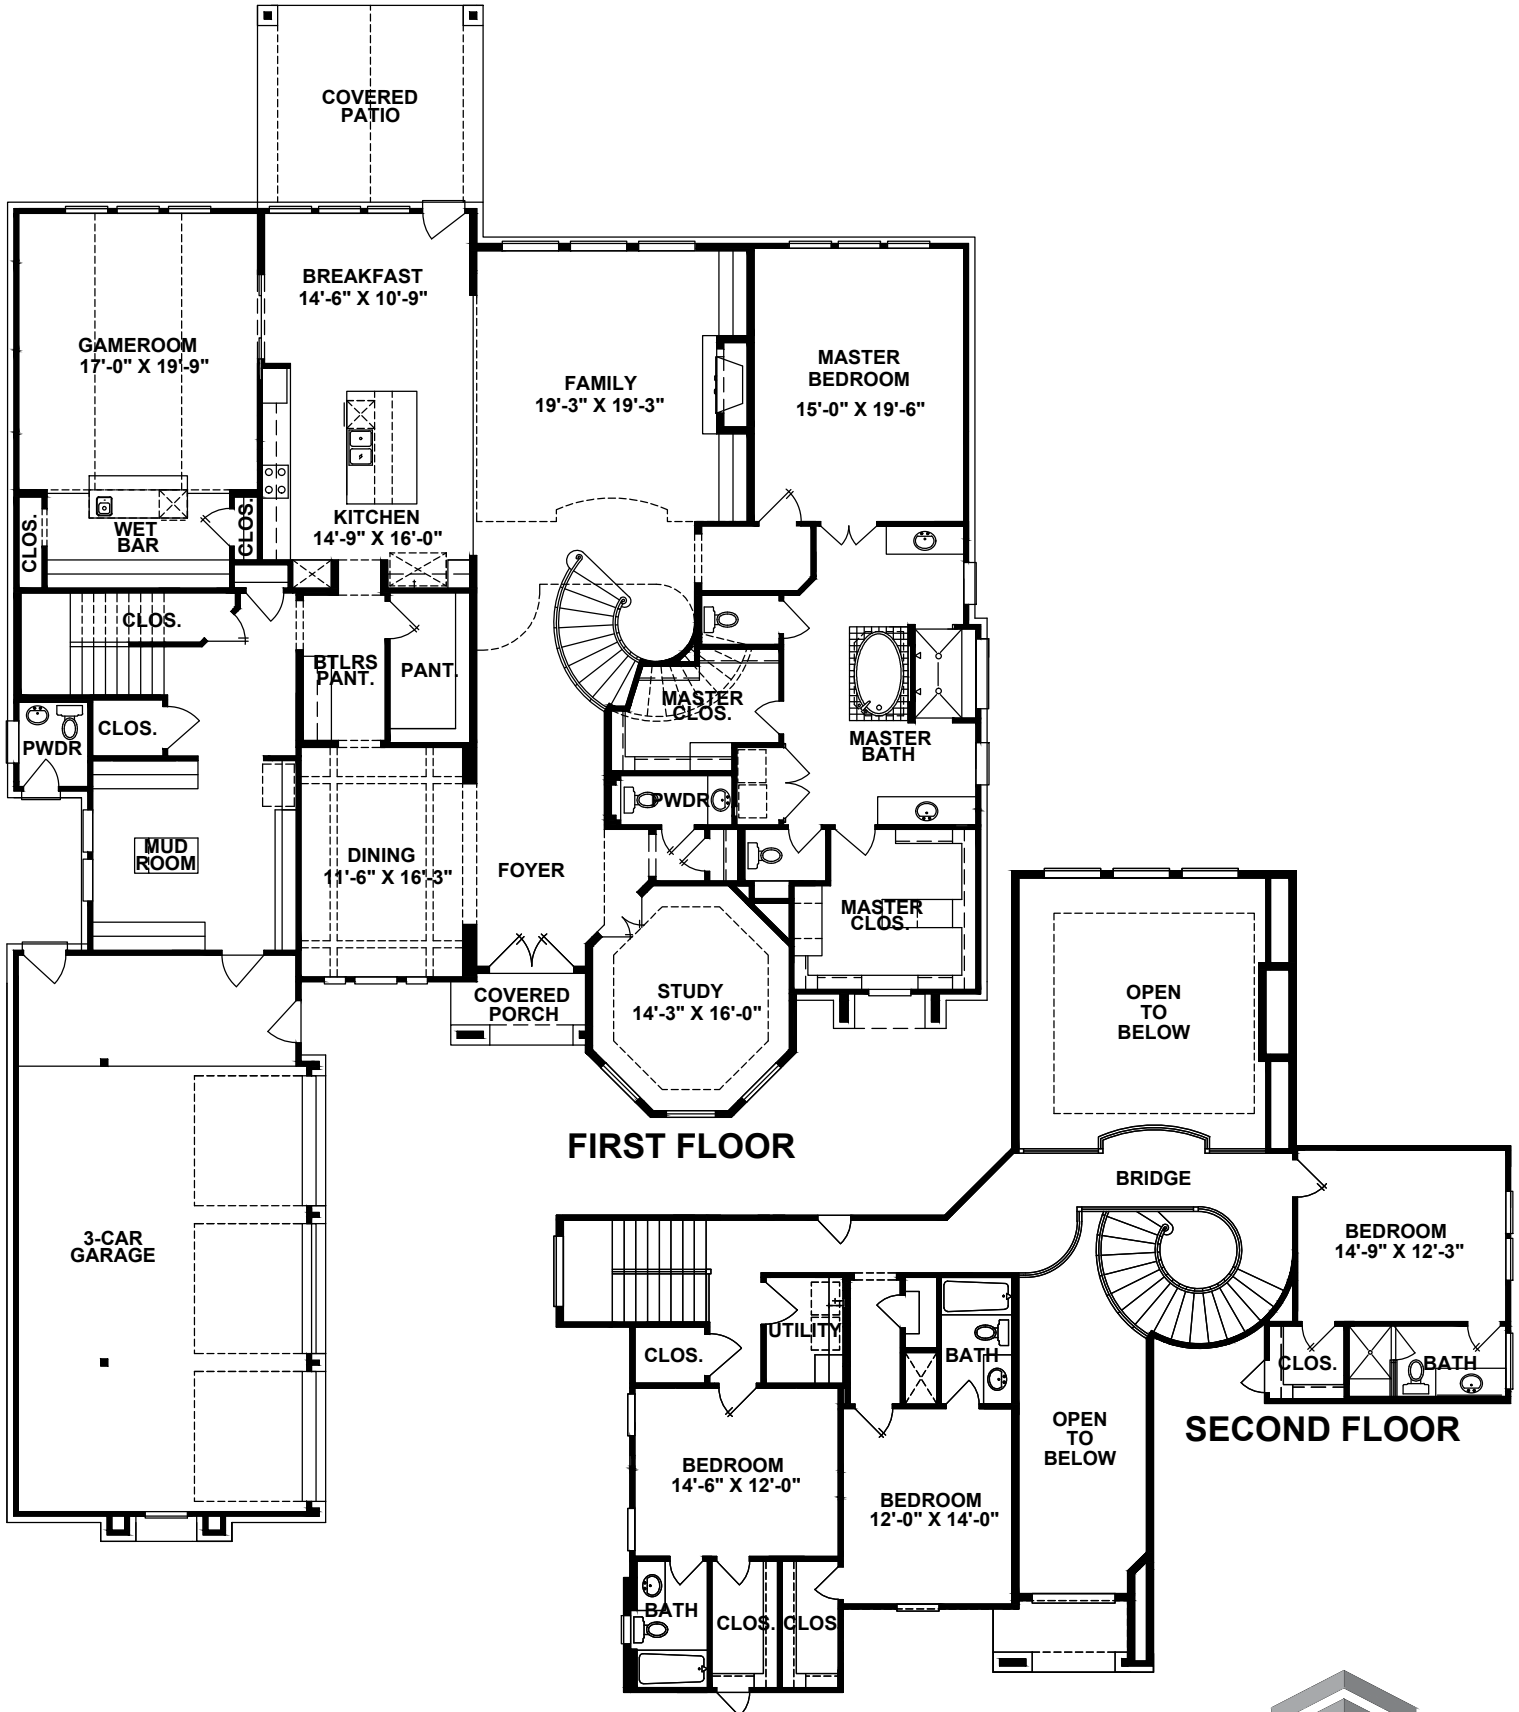 COVERED
PATIO
BREAKFAST
14'-6" X 10'-9"
GAMEROOM
17'-0" X 19'-9"
FAMILY
19'-3" X 19'-3"
MASTER
BEDROOM
15'-0" X 19'-6"
CLOS.
WET
BAR
CLOS.
KITCHEN
14'-9" X 16'-0"
CLOS.
BTLRS
PANT.
PANT.
MASTER
CLOS.
CLOS.
PWDR
MASTER
BATH
PWDR
MUD
ROOM
DINING
11'-6" X 16'-3"
FOYER
MASTER
CLOS.
COVERED
PORCH
STUDY
14'-3" X 16'-0"
3-CAR
GARAGE
FIRST FLOOR
OPEN
TO
BELOW
BRIDGE
BEDROOM
14'-9" X 12'-3"
UTILITY
CLOS.
BATH
CLOS.
BATH
SECOND FLOOR
OPEN
TO
BELOW
BEDROOM
14'-6" X 12'-0"
BEDROOM
12'-0" X 14'-0"
BATH
CLOS.
CLOS